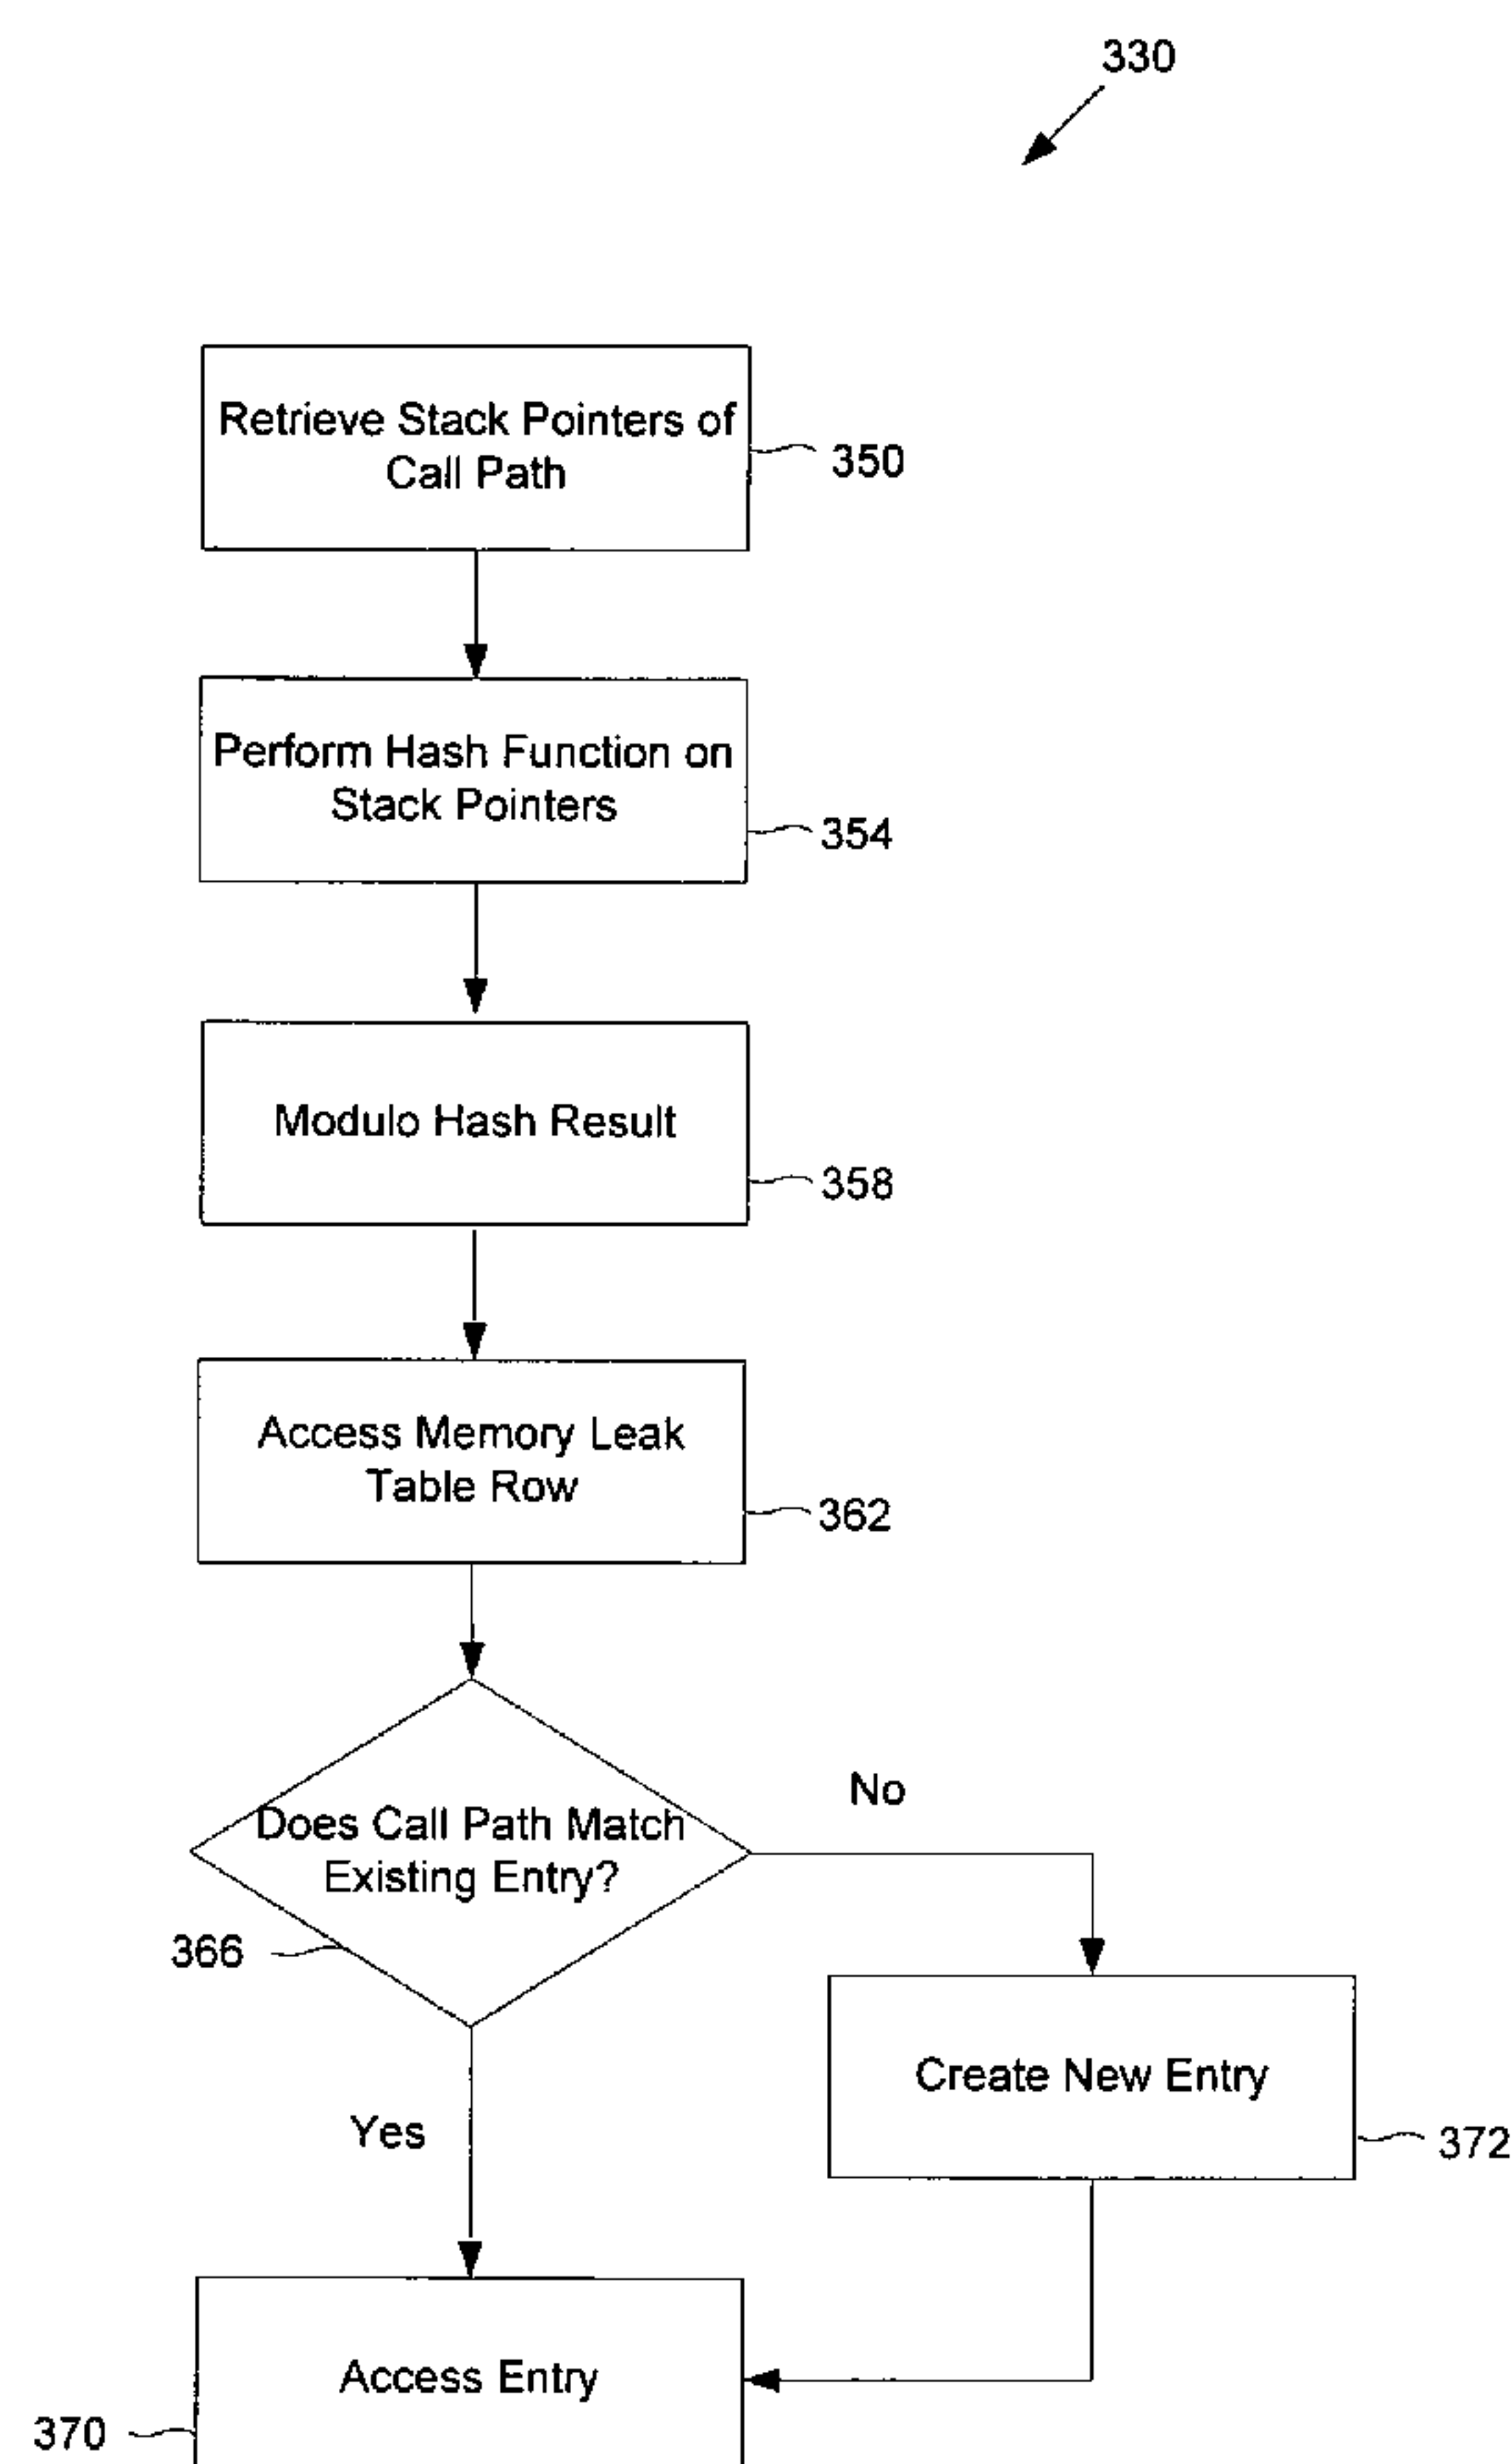 330
Retrieve Stack Pointers of
Call Path
350
Perform Hash Function on
Stack Pointers
354
Modulo Hash Result
358
Access Memory Leak
Table Row
362
No
Does Call Path Match
Existing Entry?
366
Create New Entry
Yes
372
Access Entry
370